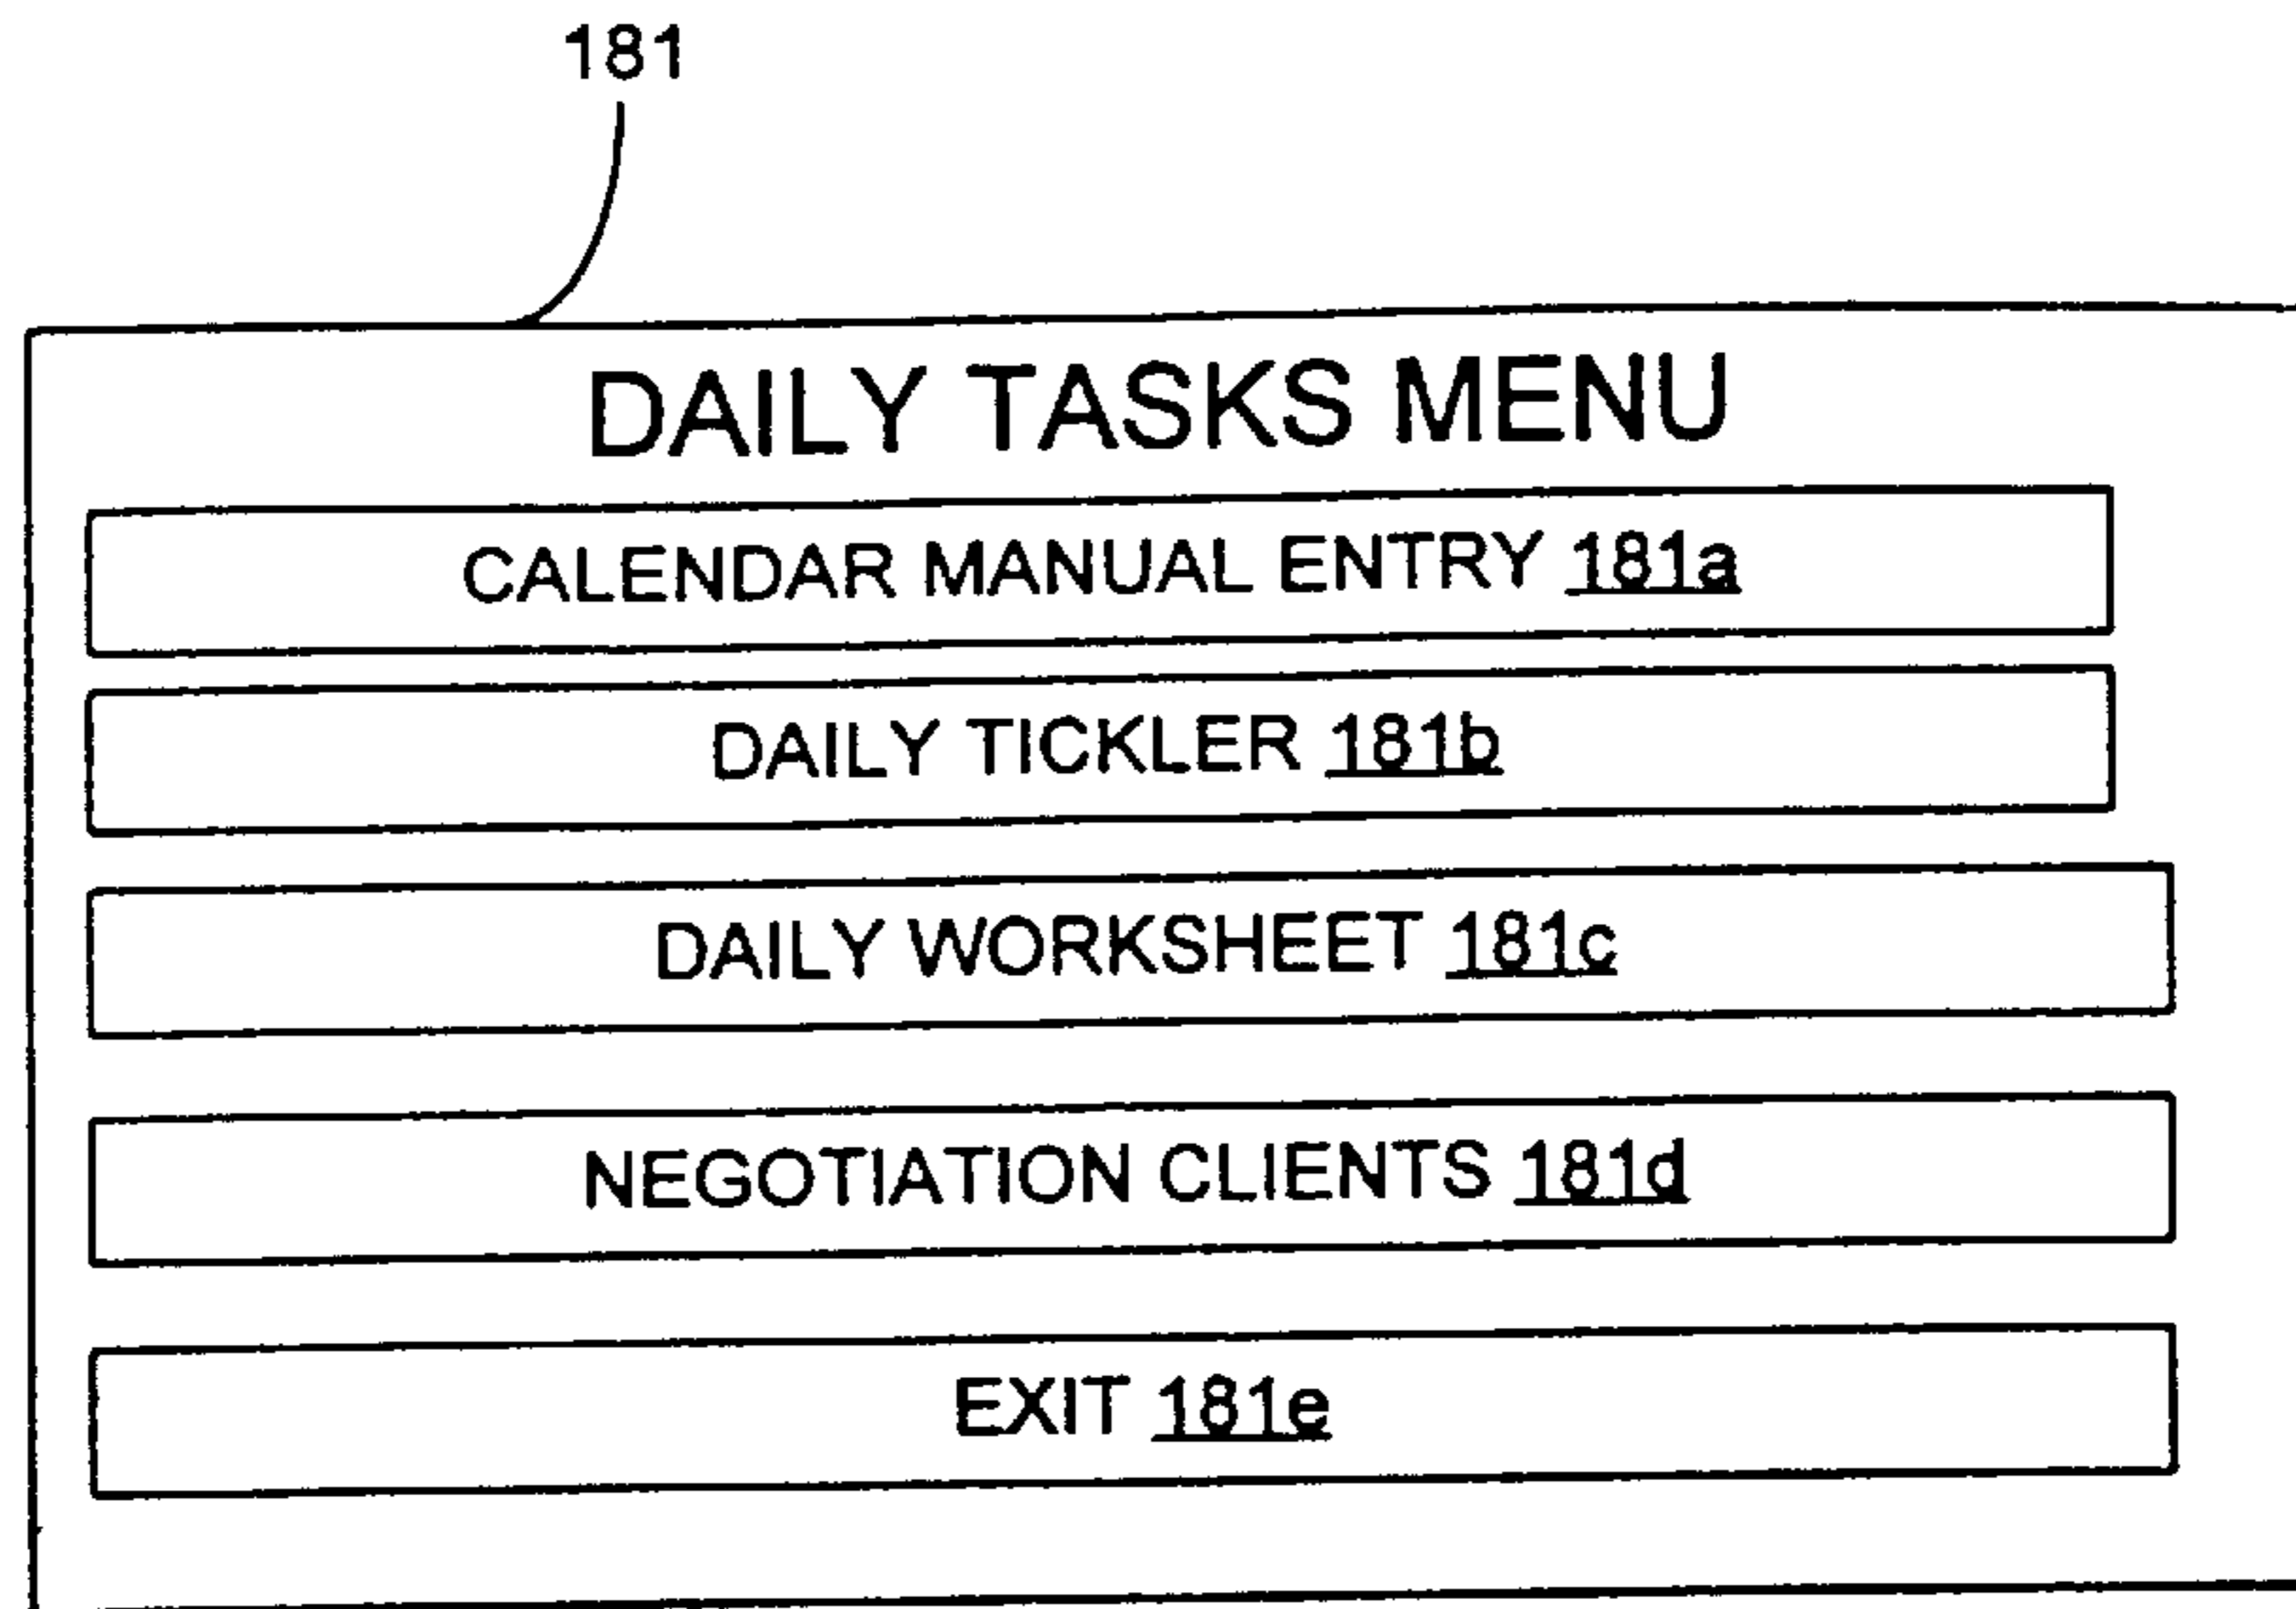 181
DAILY TASKS MENU
CALENDAR MANUAL ENTRY 181a
DAILY TICKLER 181b
DAILY WORKSHEET 181c
NEGOTIATION CLIENTS 181d
EXIT 181e